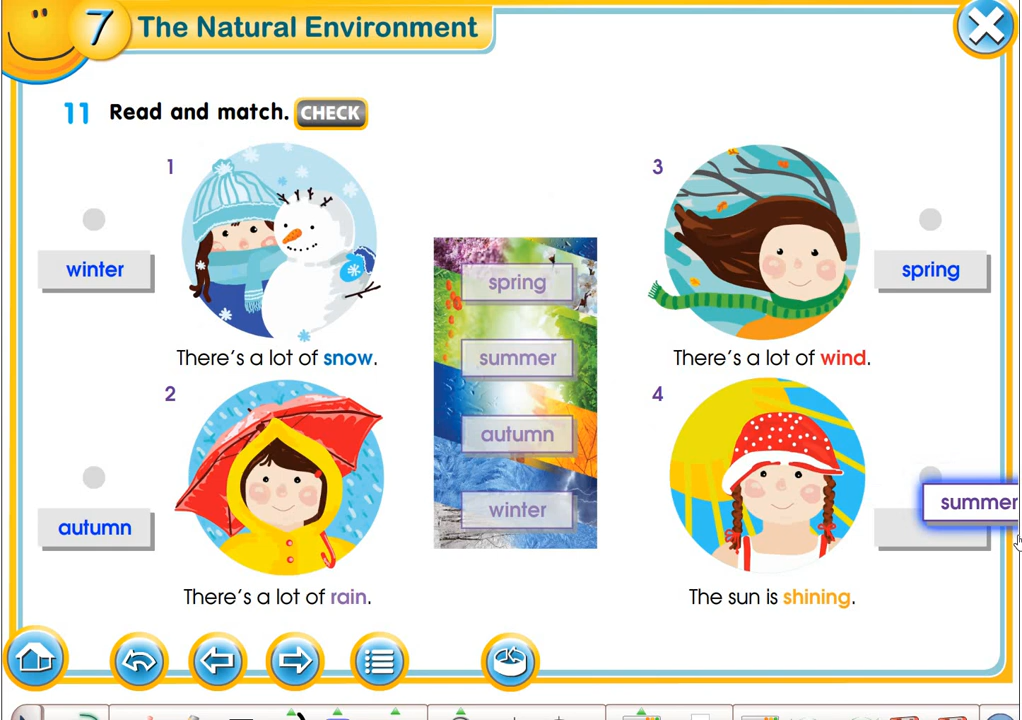 7 The Natural Environment
11 Read and match. CHECK
1
winter
There's a lot of snow.
2
autumn
There's a lot of rain.
spring
summer
autumn
winter
3
spring
There's a lot of wind.
4
summer
The sun is shining.